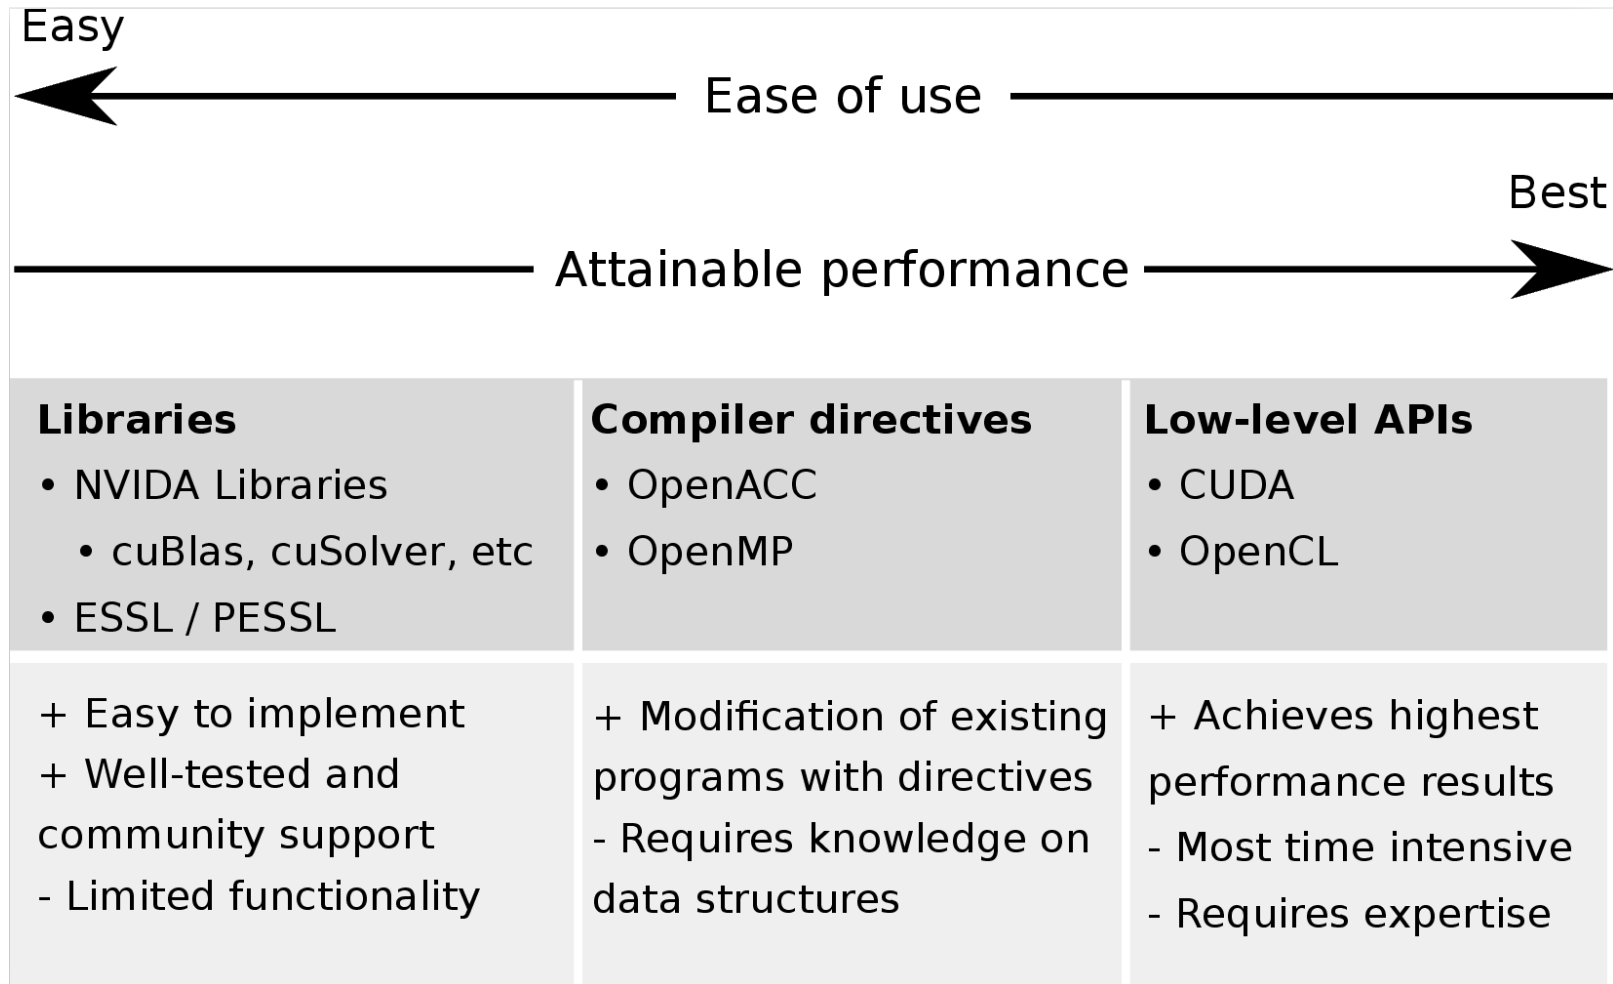 Easy
Ease of use
Best
Attainable performance
Libraries
• NVIDA Libraries
• cuBlas, cuSolver, etc
• ESSL / PESSL
Compiler directives
• OpenACC
• OpenMP
Low-level APIs
• CUDA
• OpenCL
+ Easy to implement
+ Well-tested and
community support
- Limited functionality
+ Modification of existing
programs with directives
- Requires knowledge on
data structures
+ Achieves highest
performance results
- Most time intensive
- Requires expertise